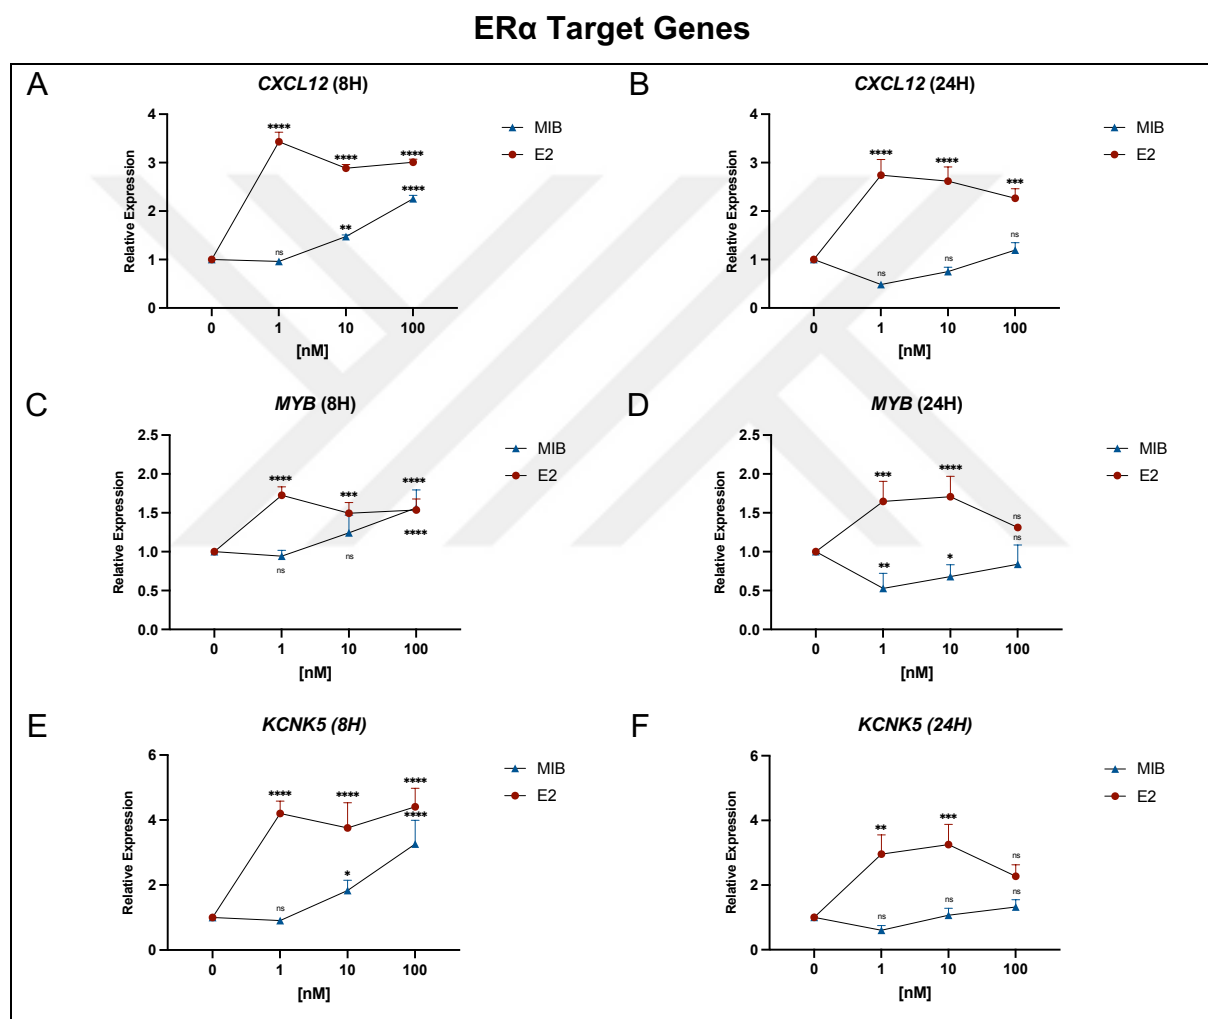 ERα Target Genes
A
CXCL12 (8H)
Relative Expression
4
3
2
1
0
0 1 10 100
[nM]
**** **** ****
ns ** ****
MIB
E2
B
CXCL12 (24H)
Relative Expression
4
3
2
1
0
0 1 10 100
[nM]
**** **** ***
ns ns ns
MIB
E2
C
MYB (8H)
Relative Expression
2.5
2.0
1.5
1.0
0.5
0.0
0 1 10 100
[nM]
**** *** ****
ns ns ****
MIB
E2
D
MYB (24H)
Relative Expression
2.5
2.0
1.5
1.0
0.5
0.0
0 1 10 100
[nM]
*** **** ns
** * ns
MIB
E2
E
KCNK5 (8H)
Relative Expression
6
4
2
0
0 1 10 100
[nM]
**** **** ****
ns * ****
MIB
E2
F
KCNK5 (24H)
Relative Expression
6
4
2
0
0 1 10 100
[nM]
** *** ns
ns ns ns
MIB
E2